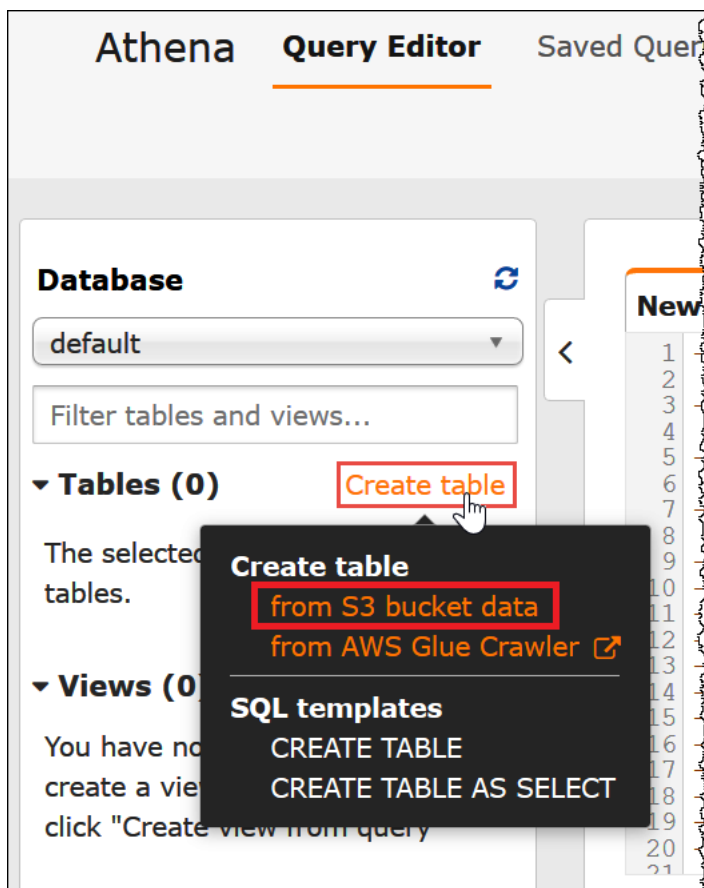 Athena Query Editor Saved Quer
Database
default
Filter tables and views...
Tables (0) Create table
The selected
tables.
Create table
from S3 bucket data
from AWS Glue Crawler
SQL templates
CREATE TABLE
CREATE TABLE AS SELECT
Views (0
You have no
create a vie
click "Create view from query"
New
1
2
3
4
5
6
7
8
9
10
11
12
13
14
15
16
17
18
19
20
21